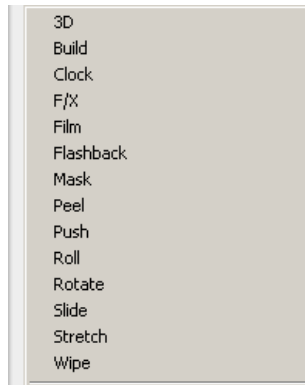 3D
Build
Clock
F/X
Film
Flashback
Mask
Peel
Push
Roll
Rotate
Slide
Stretch
Wipe